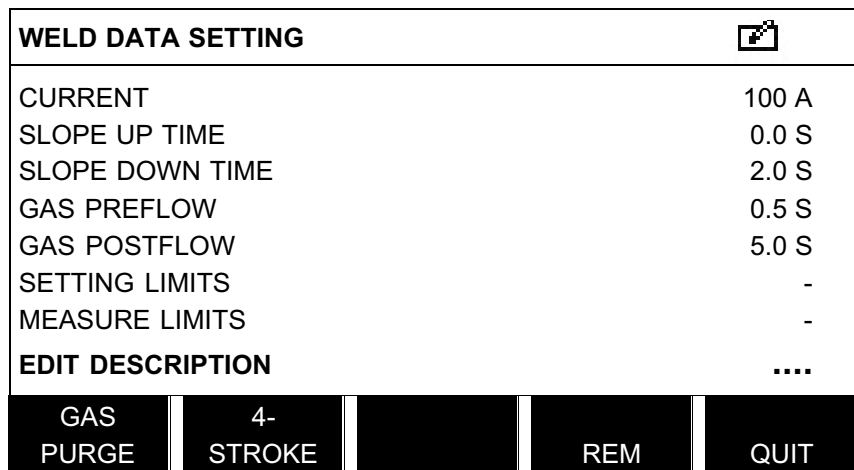 WELD DATA SETTING
CURRENT 100 A
SLOPE UP TIME 0.0 S
SLOPE DOWN TIME 2.0 S
GAS PREFLOW 0.5 S
GAS POSTFLOW 5.0 S
SETTING LIMITS -
MEASURE LIMITS -
EDIT DESCRIPTION ....
GAS 4-
PURGE STROKE REM QUIT